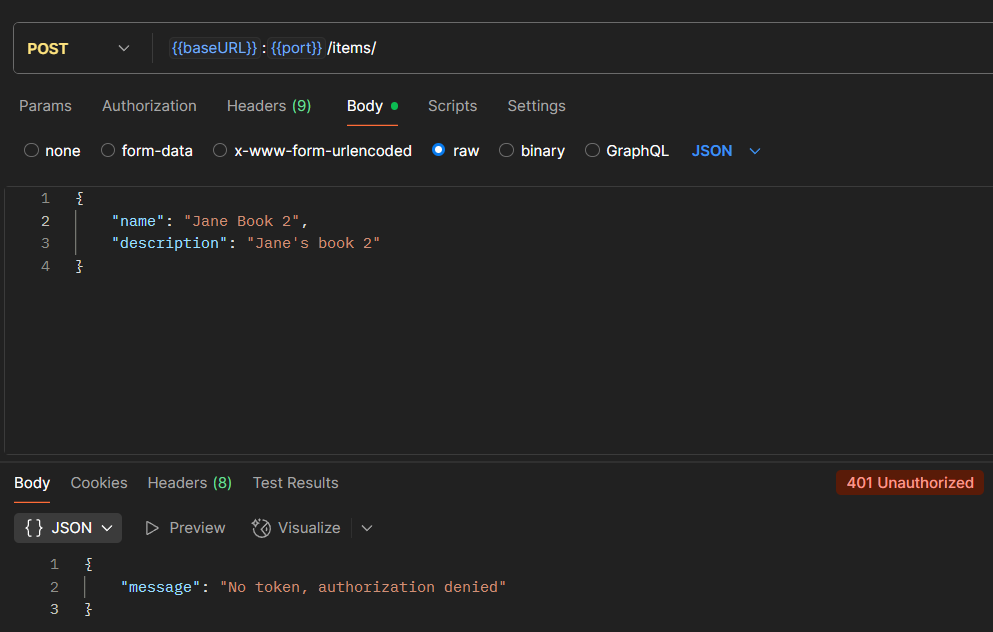 POST {{baseURL}}:{{port}}/items/
Params Authorization Headers (9) Body Scripts Settings
none form-data x-www-form-urlencoded raw binary GraphQL JSON
1 {
2 "name": "Jane Book 2",
3 "description": "Jane's book 2"
4 }
Body Cookies Headers (8) Test Results 401 Unauthorized
{} JSON Preview Visualize
1 {
2 "message": "No token, authorization denied"
3 }